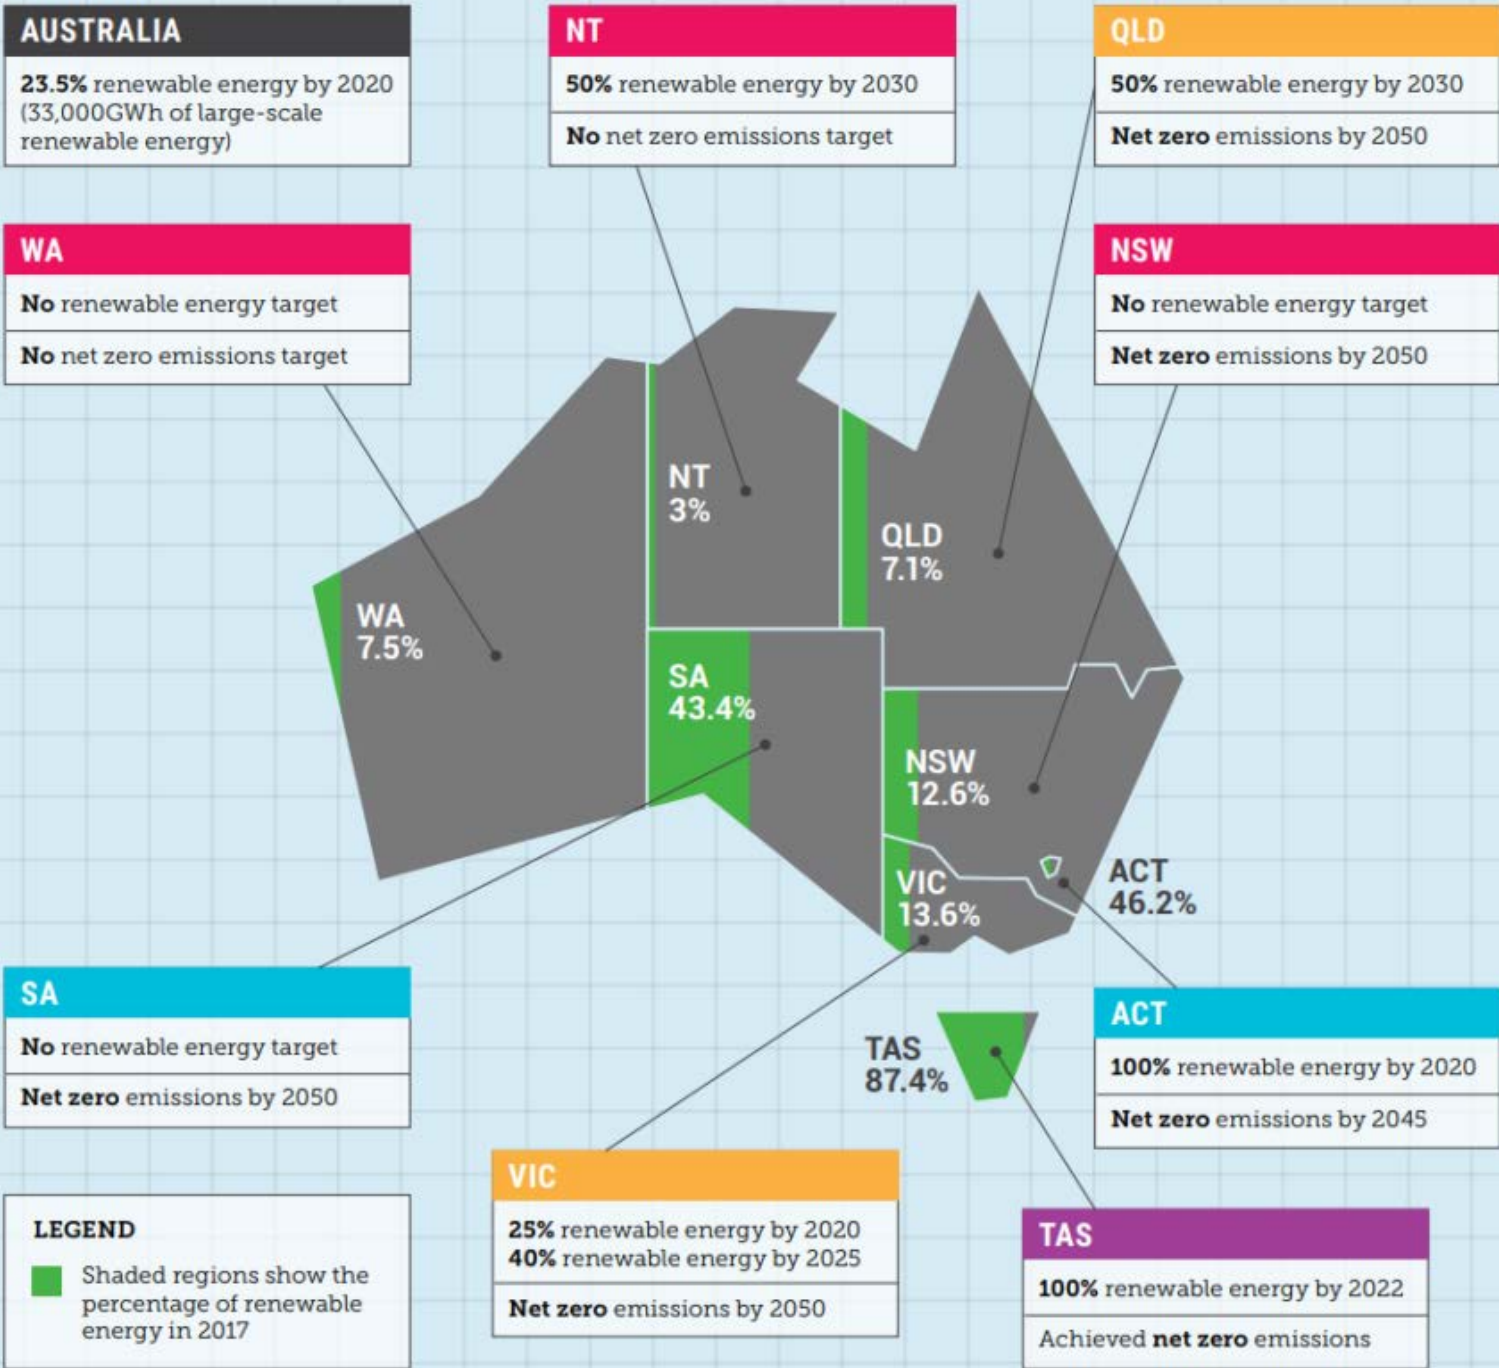 AUSTRALIA
23.5% renewable energy by 2020
(33,000GWh of large-scale
renewable energy)
NT
50% renewable energy by 2030
No net zero emissions target
QLD
50% renewable energy by 2030
Net zero emissions by 2050
WA
No renewable energy target
No net zero emissions target
NSW
No renewable energy target
Net zero emissions by 2050
NT
3%
QLD
7.1%
WA
7.5%
SA
43.4%
NSW
12.6%
VIC
13.6%
ACT
46.2%
TAS
87.4%
SA
No renewable energy target
Net zero emissions by 2050
ACT
100% renewable energy by 2020
Net zero emissions by 2045
VIC
25% renewable energy by 2020
40% renewable energy by 2025
Net zero emissions by 2050
TAS
100% renewable energy by 2022
Achieved net zero emissions
LEGEND
Shaded regions show the
percentage of renewable
energy in 2017